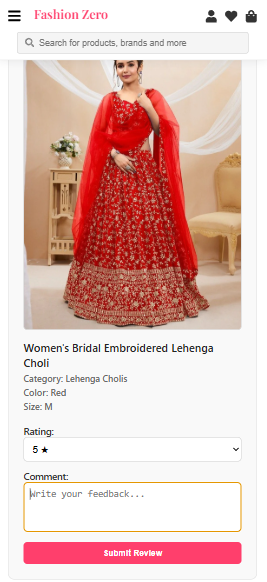 Fashion Zero
Search for products, brands and more
Women's Bridal Embroidered Lehenga
Choli
Category: Lehenga Cholis
Color: Red
Size: M
Rating:
5 ★
Comment:
Write your feedback...
Submit Review